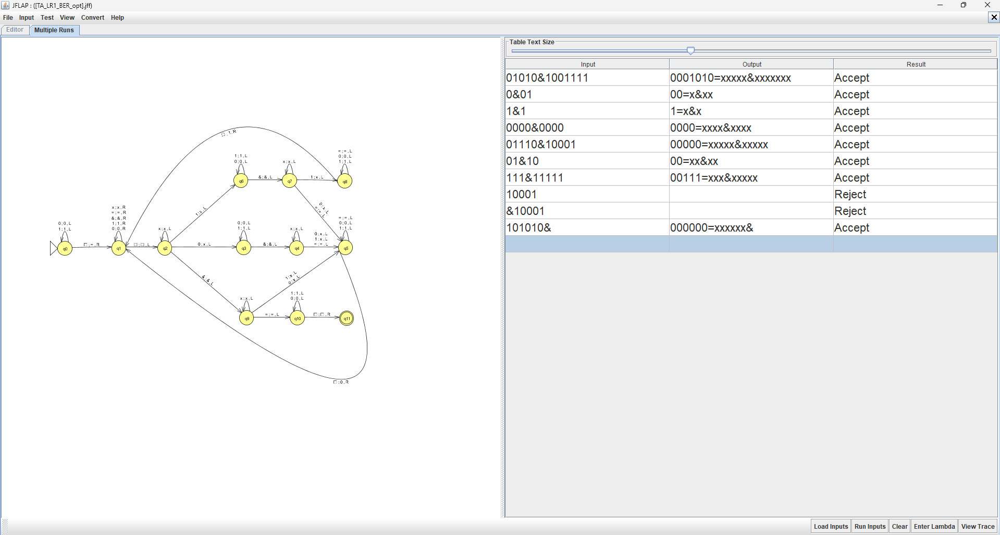 JFLAP : ([TA_LR1_BER_opt].jff)
File Input Test View Convert Help
Editor Multiple Runs
Table Text Size
Input Output Result
01010&1001111 0001010=xxxxx&xxxxxxx Accept
0&01 00=x&xx Accept
1&1 1=x&x Accept
0000&0000 0000=xxxx&xxxx Accept
01110&10001 00000=xxxxx&xxxxx Accept
01&10 00=xx&xx Accept
111&11111 00111=xxx&xxxxx Accept
10001 Reject
&10001 Reject
101010& 000000=xxxxxx& Accept
□;1,R
1;1,L
0;0,L
q6
&;&,L
x;x,L
q7
1;x,L
=;=,L
0;0,L
1;1,L
q8
1;x,L
0;x,L
=;=,L
0;0,L
1;1,L
q0
□;=,R
x;x,R
=;=,R
&;&,R
1;1,R
0;0,R
q1
□;□,L
x;x,L
q2
0;x,L
0;0,L
1;1,L
q3
&;&,L
x;x,L
q4
0;x,L
1;x,L
=;=,L
=;=,L
0;0,L
1;1,L
q5
&;&,L
1;x,L
0;x,L
x;x,L
q9
=;=,L
1;1,L
0;0,L
q10
□;□,R
q11
□;0,R
Load Inputs Run Inputs Clear Enter Lambda View Trace